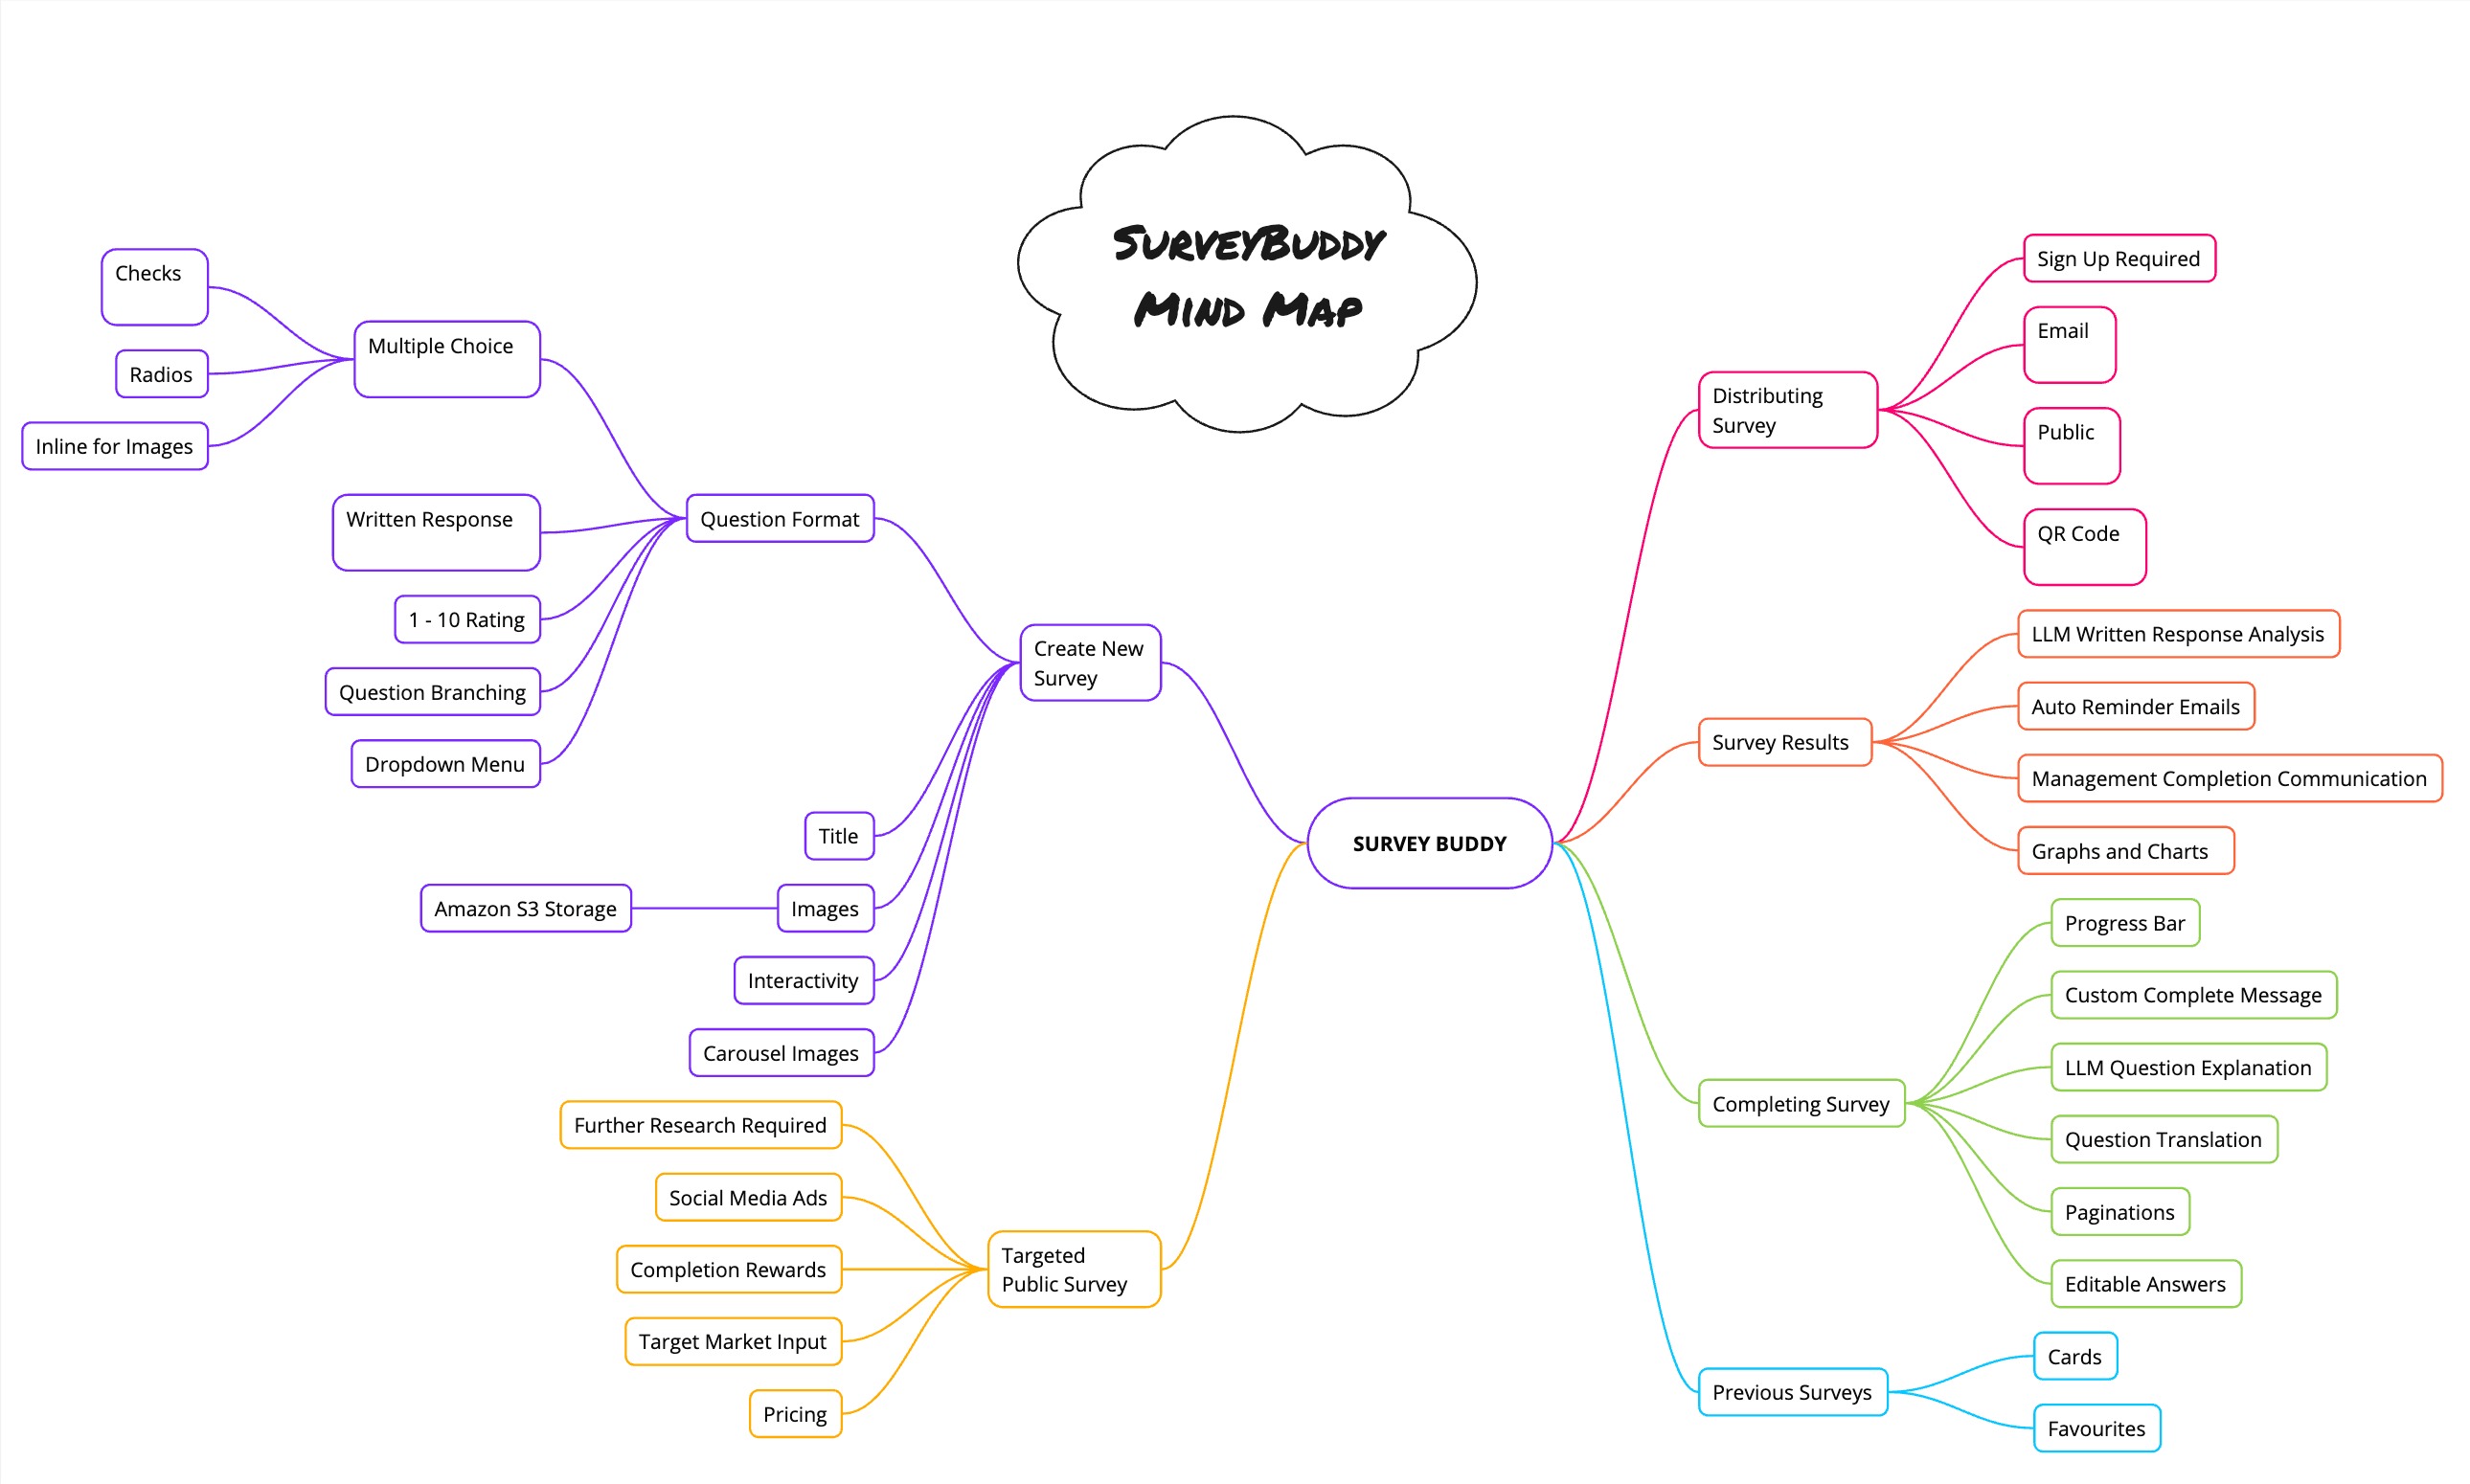 SurveyBuddy
Mind Map
Checks
Radios
Inline for Images
Multiple Choice
Written Response
1 - 10 Rating
Question Branching
Dropdown Menu
Question Format
Title
Amazon S3 Storage
Images
Interactivity
Carousel Images
Create New
Survey
Further Research Required
Social Media Ads
Completion Rewards
Target Market Input
Pricing
Targeted
Public Survey
SURVEY BUDDY
Distributing
Survey
Sign Up Required
Email
Public
QR Code
Survey Results
LLM Written Response Analysis
Auto Reminder Emails
Management Completion Communication
Graphs and Charts
Completing Survey
Progress Bar
Custom Complete Message
LLM Question Explanation
Question Translation
Paginations
Editable Answers
Previous Surveys
Cards
Favourites